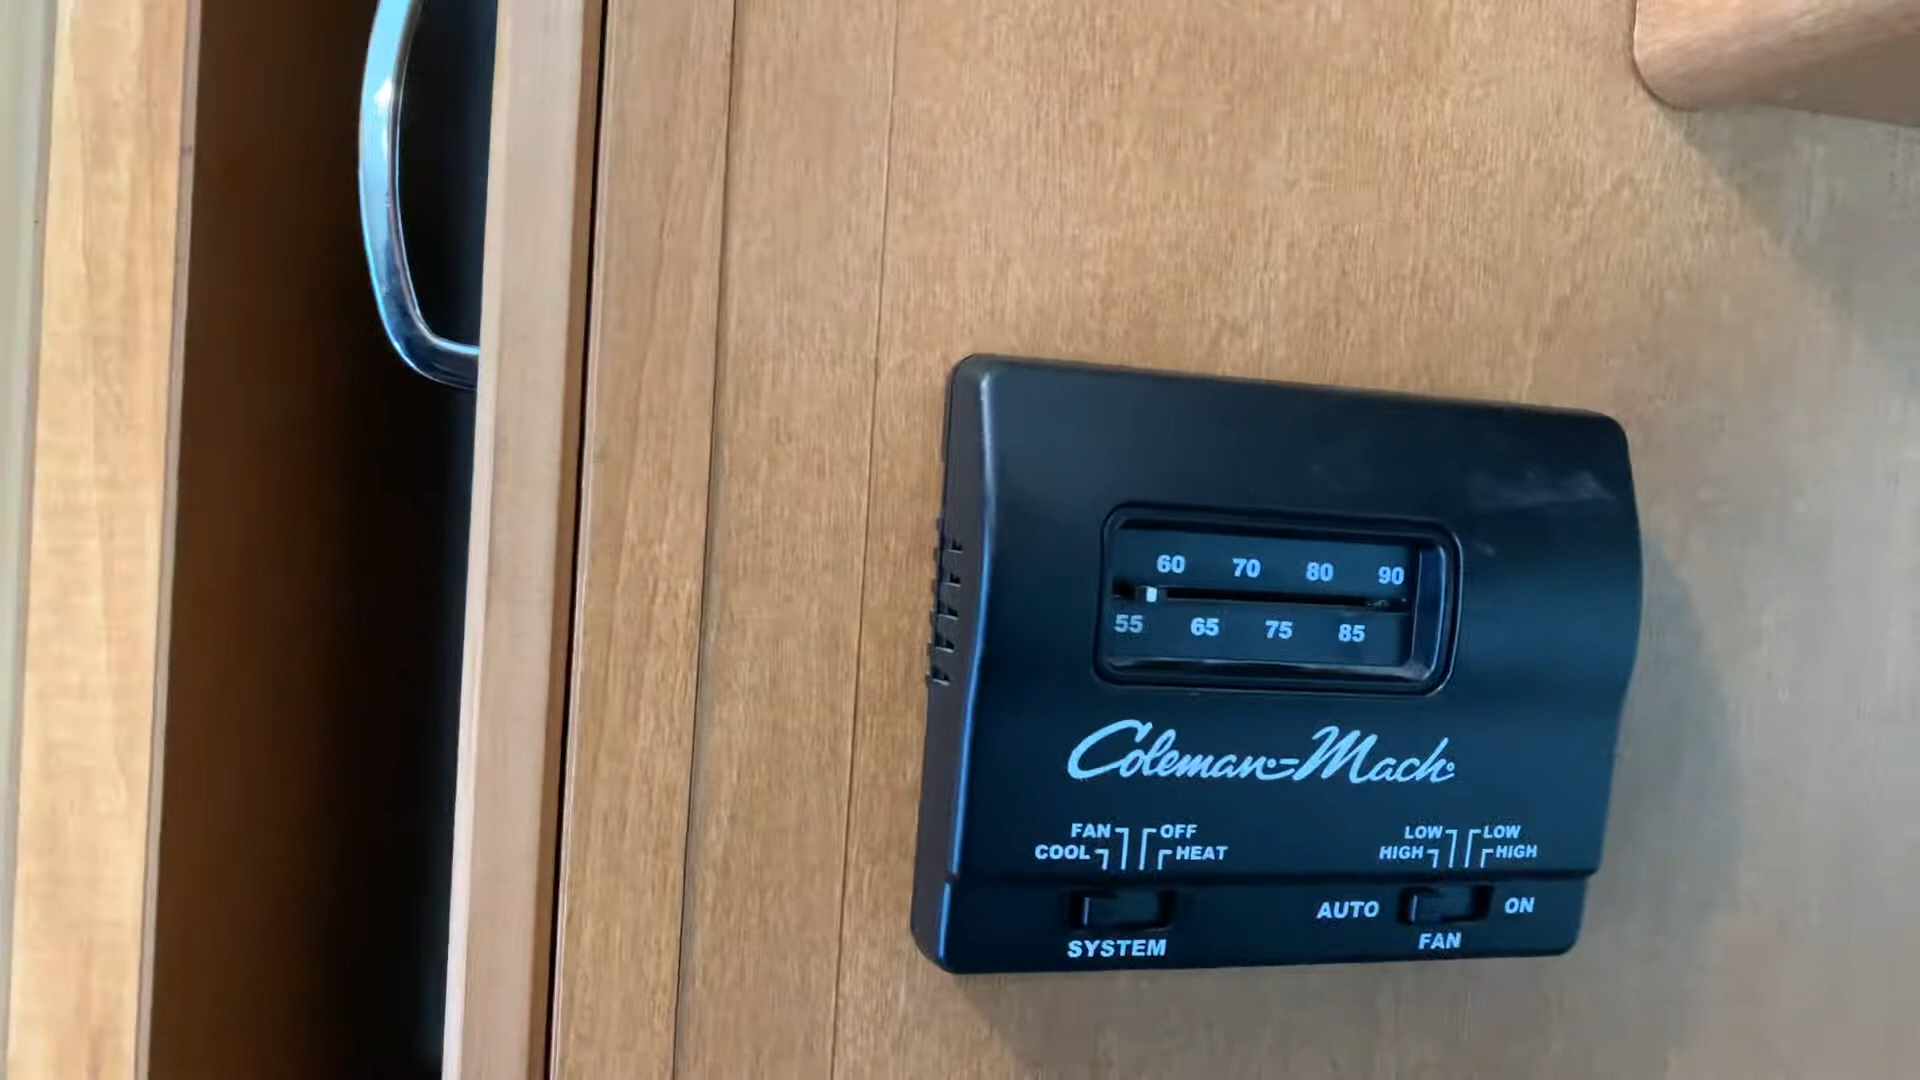 60 70 80 90
55 65 75 85
Coleman-Mach
FAN OFF
COOL HEAT
LOW LOW
HIGH HIGH
AUTO ON
SYSTEM
FAN